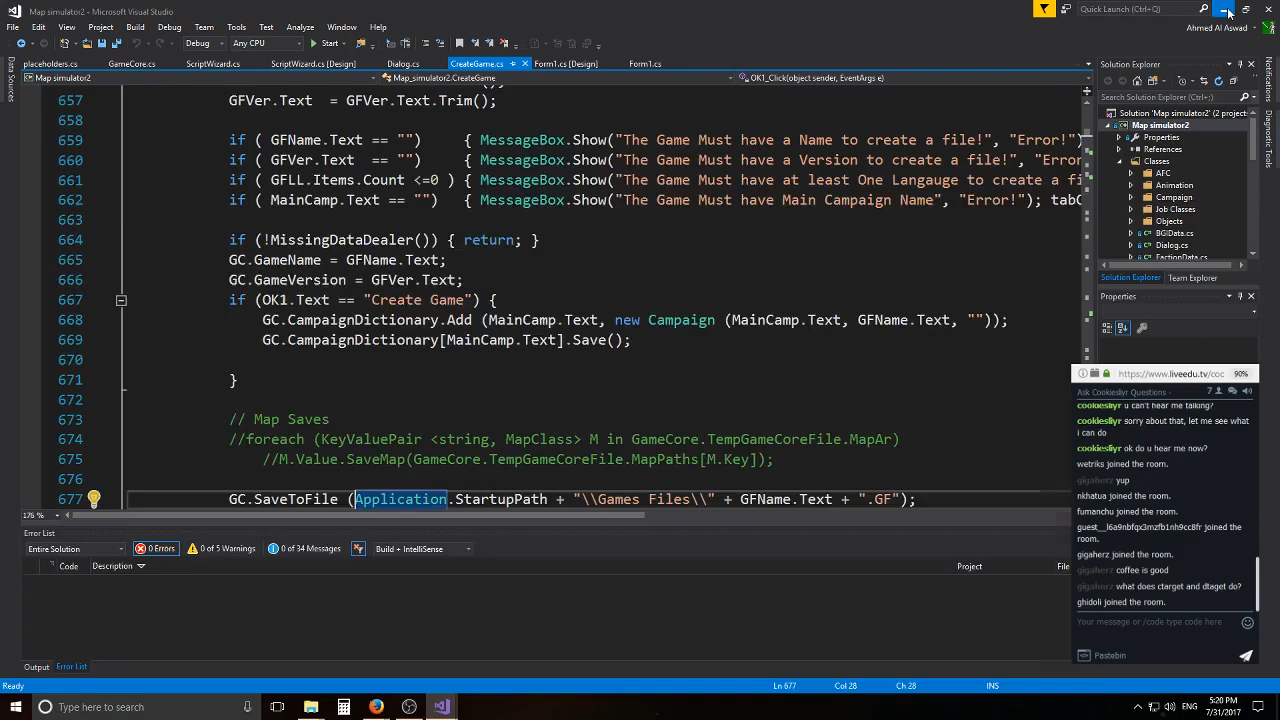 Map simulator2 - Microsoft Visual Studio
Quick Launch (Ctrl+Q)
File Edit View Project Build Debug Team Tools Test Analyze Window Help
Ahmed Al Aswad
Debug Any CPU Start
placeholders.cs GameCore.cs ScriptWizard.cs ScriptWizard.cs [Design] Dialog.cs CreateGame.cs Form1.cs [Design] Form1.cs
Map simulator2 Map_simulator2.CreateGame OK1_Click(object sender, EventArgs e)
Data Sources
657 GFVer.Text = GFVer.Text.Trim();
658
659 if ( GFName.Text == "") { MessageBox.Show("The Game Must have a Name to create a file!", "Error!")
660 if ( GFVer.Text == "") { MessageBox.Show("The Game Must have a Version to create a file!", "Error
661 if ( GFLL.Items.Count <=0 ) { MessageBox.Show("The Game Must have at least One Langauge to create a fi
662 if ( MainCamp.Text == "") { MessageBox.Show("The Game Must have Main Campaign Name", "Error!"); tabC
663
664 if (!MissingDataDealer()) { return; }
665 GC.GameName = GFName.Text;
666 GC.GameVersion = GFVer.Text;
667 if (OK1.Text == "Create Game") {
668 GC.CampaignDictionary.Add (MainCamp.Text, new Campaign (MainCamp.Text, GFName.Text, ""));
669 GC.CampaignDictionary[MainCamp.Text].Save();
670
671 }
672
673 // Map Saves
674 //foreach (KeyValuePair <string, MapClass> M in GameCore.TempGameCoreFile.MapAr)
675 //M.Value.SaveMap(GameCore.TempGameCoreFile.MapPaths[M.Key]);
676
677 GC.SaveToFile (Application.StartupPath + "\\Games Files\\" + GFName.Text + ".GF");
176 %
Error List
Entire Solution 0 Errors 0 of 5 Warnings 0 of 34 Messages Build + IntelliSense
Code Description Project File
Output Error List
Ready Ln 677 Col 28 Ch 28 INS
Solution Explorer
Search Solution Explorer (Ctrl+;)
Solution 'Map simulator2' (2 projects
Map simulator2
Properties
References
Classes
AFC
Animation
Campaign
Job Classes
Objects
BGIData.cs
Dialog.cs
FactionData.cs
Solution Explorer Team Explorer
Properties
Notifications
Diagnostic Tools
https://www.liveedu.tv/coc 90%
Ask Cookieslyr Questions - 7
cookieslyr u can't hear me talking?
cookieslyr sorry about that, let me see what
i can do
cookieslyr ok do u hear me now?
wetriks joined the room.
gigaherz yup
nkhatua joined the room.
fumanchu joined the room.
guest__l6a9nbfqx3mzfb1nh9cc8fr joined the
room.
gigaherz joined the room.
gigaherz coffee is good
gigaherz what does ctarget and dtaget do?
ghidoli joined the room.
Your message or /code type code here
Pastebin
Type here to search
5:20 PM
7/31/2017